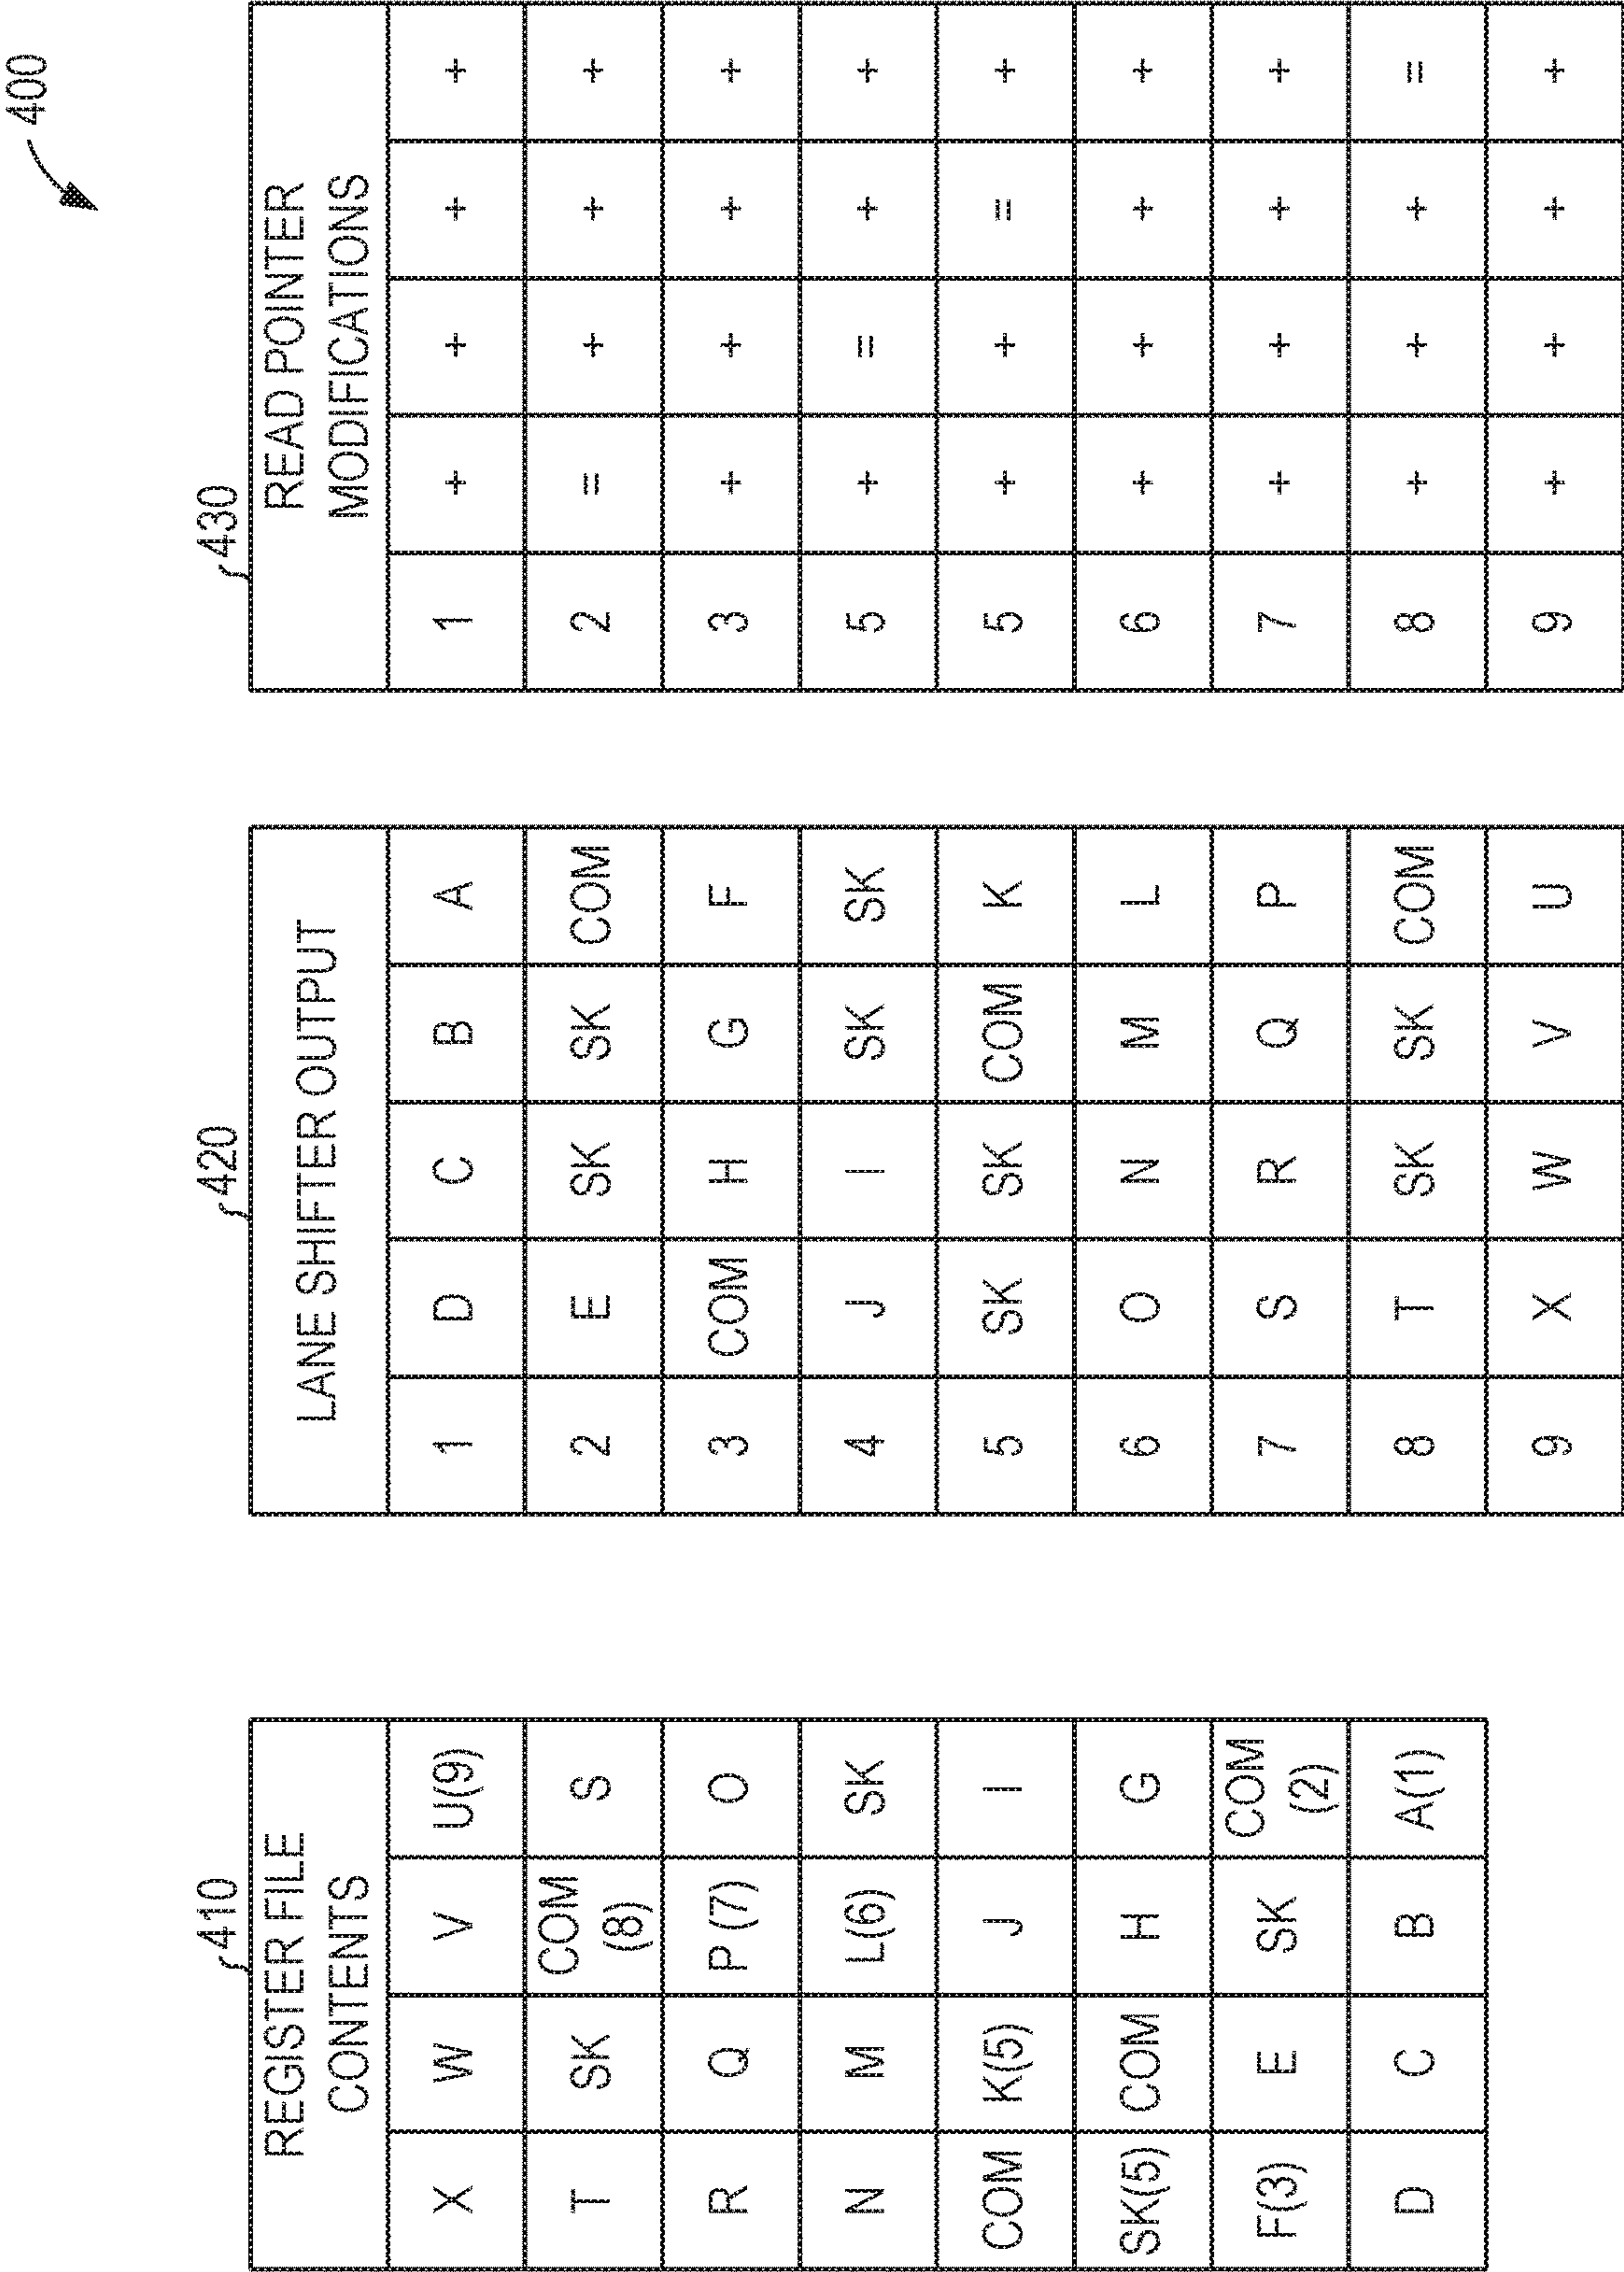 400
410
REGISTER FILE
CONTENTS
X W V U(9)
T SK COM (8) S
R Q P (7) O
N M L(6) SK
COM K(5) J I
SK(5) COM H G
F(3) E SK COM (2)
D C B A(1)
420
LANE SHIFTER OUTPUT
1 D C B A
2 E SK SK COM
3 COM H G F
4 J I SK SK
5 SK SK COM K
6 O N M L
7 S R Q P
8 T SK SK COM
9 X W V U
430
READ POINTER
MODIFICATIONS
1 + + + +
2 = + + +
3 + + + +
5 + = + +
5 + + = +
6 + + + +
7 + + + +
8 + + + =
9 + + + +